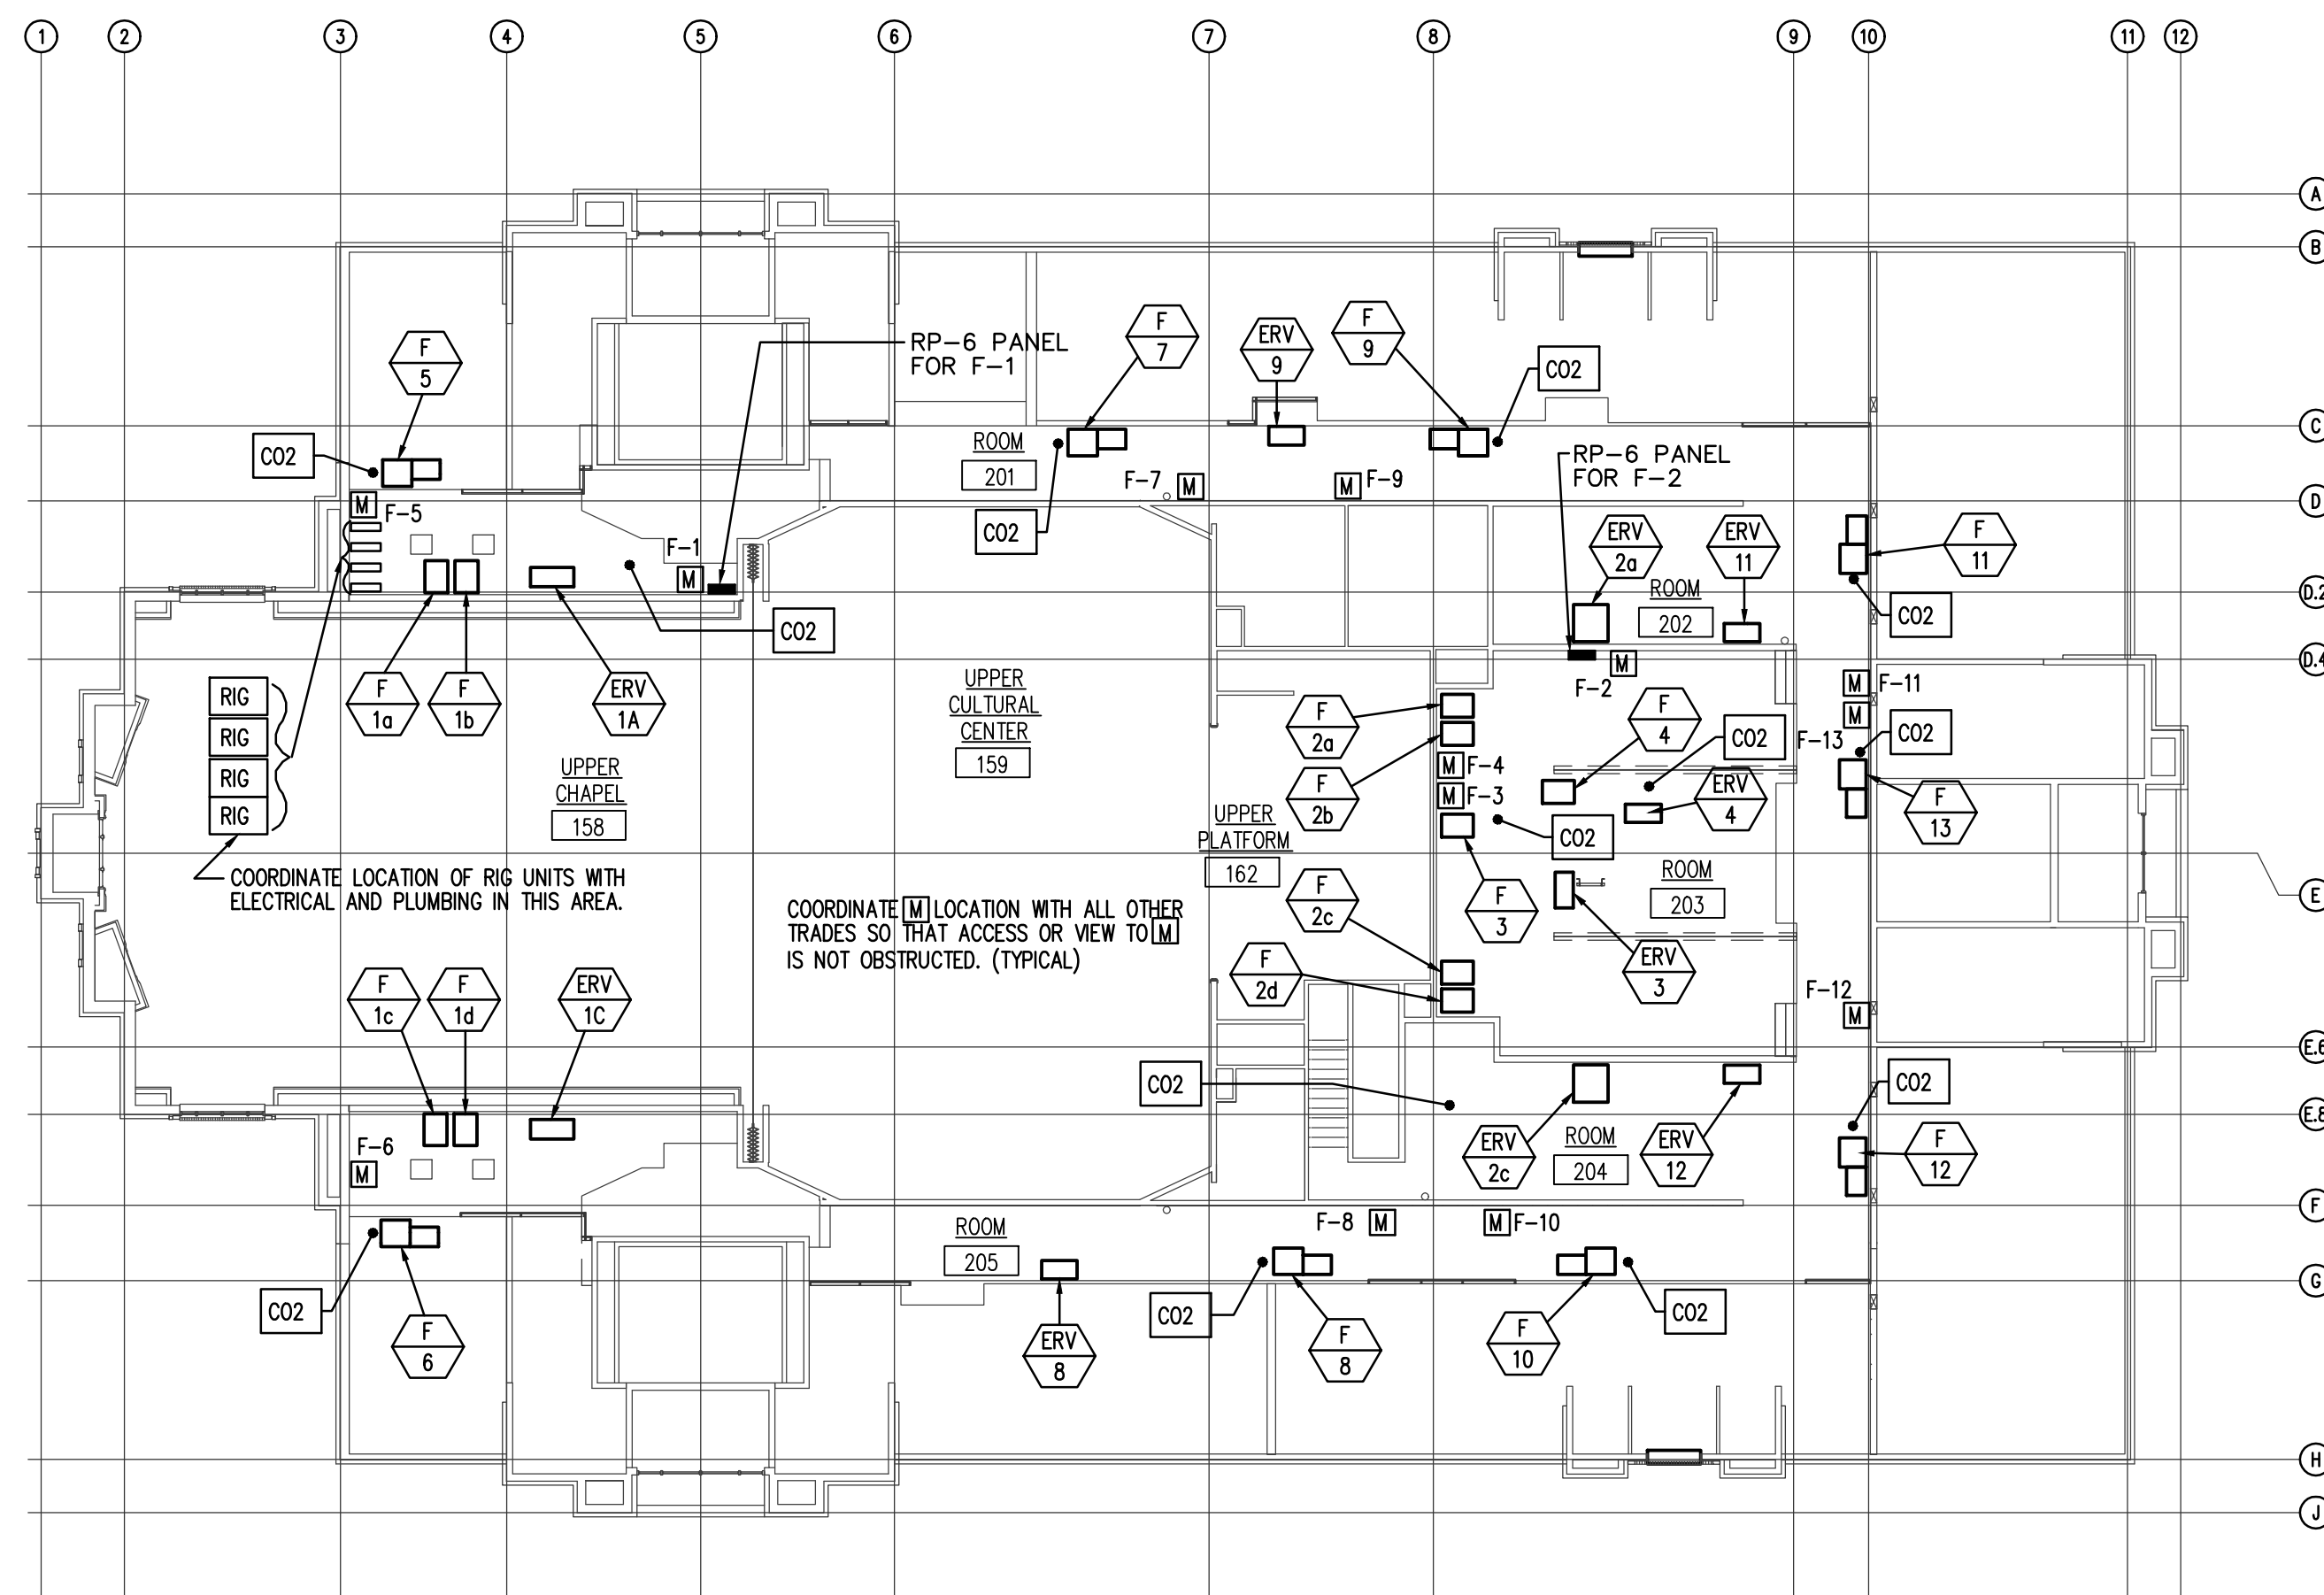 1
2
3
4
5
6
7
8
9
10
11
12
A
B
F
5
RP-6 PANEL
FOR F-1
F
7
ERV
9
F
9
CO2
C
CO2
ROOM
201
RP-6 PANEL
FOR F-2
F-7
M
M
F-9
M
F-5
D
CO2
F-1
M
CO2
ERV
2a
ERV
11
ROOM
202
F
11
CO2
D.2
F
1a
F
1b
ERV
1A
UPPER
CULTURAL
CENTER
159
M
F-2
D.4
M
F-11
M
RIG
RIG
RIG
RIG
UPPER
CHAPEL
158
F
2a
F
2b
M
F-4
M
F-3
F
4
CO2
ERV
4
F-13
CO2
F
13
UPPER
PLATFORM
162
CO2
COORDINATE LOCATION OF RIG UNITS WITH
ELECTRICAL AND PLUMBING IN THIS AREA.
COORDINATE M LOCATION WITH ALL OTHER
TRADES SO THAT ACCESS OR VIEW TO M
IS NOT OBSTRUCTED. (TYPICAL)
F
2c
F
3
ROOM
203
E
F
2d
ERV
3
F-12
M
F
1c
F
1d
ERV
1C
E.6
CO2
CO2
E.8
F-6
M
ERV
2c
ROOM
204
ERV
12
F
12
F
ROOM
205
F-8
M
M
F-10
G
CO2
F
6
ERV
8
CO2
F
8
F
10
CO2
H
J